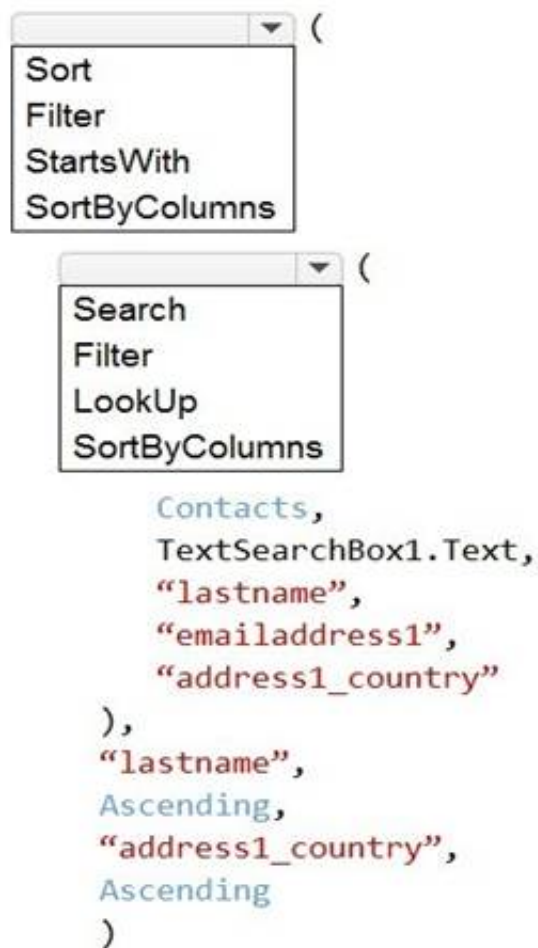 (
Sort
Filter
StartsWith
SortByColumns
(
Search
Filter
LookUp
SortByColumns
Contacts,
TextSearchBox1.Text,
“lastname”,
“emailaddress1”,
“address1_country”
),
“lastname”,
Ascending,
“address1_country”,
Ascending
)